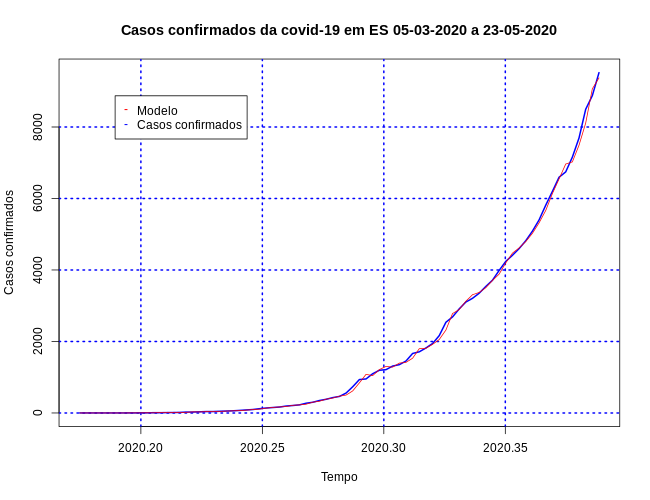 Casos confirmados da covid-19 em ES 05-03-2020 a 23-05-2020
Casos confirmados
8000
6000
4000
2000
0
Modelo
Casos confirmados
2020.20 2020.25 2020.30 2020.35
Tempo